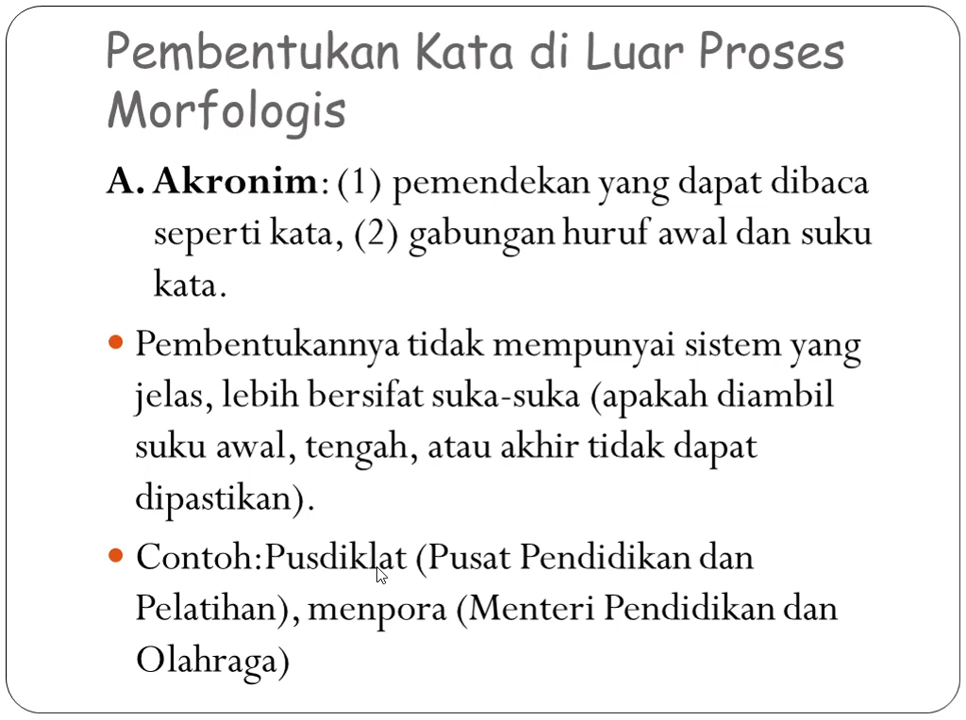 Pembentukan Kata di Luar Proses
Morfologis
A. Akronim: (1) pemendekan yang dapat dibaca
seperti kata, (2) gabungan huruf awal dan suku
kata.
• Pembentukannya tidak mempunyai sistem yang
jelas, lebih bersifat suka-suka (apakah diambil
suku awal, tengah, atau akhir tidak dapat
dipastikan).
• Contoh: Pusdiklat (Pusat Pendidikan dan
Pelatihan), menpora (Menteri Pendidikan dan
Olahraga)